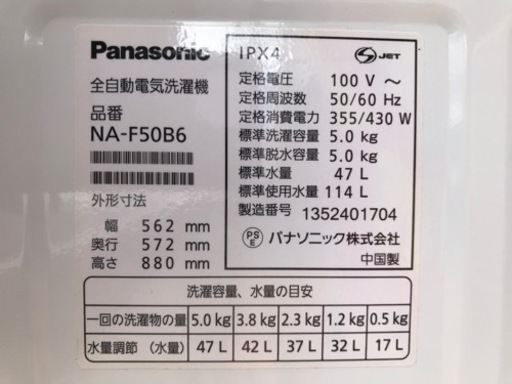 Panasonic
全自動電気洗濯機
品番
NA-F50B6
外形寸法
幅 562 mm
奥行 572 mm
高さ 880 mm
IPX4
S JET
定格電圧 100 V ～
定格周波数 50/60 Hz
定格消費電力 355/430 W
標準洗濯容量 5.0 kg
標準脱水容量 5.0 kg
標準水量 47 L
標準使用水量 114 L
製造番号 1352401704
PS E パナソニック株式会社
中国製
洗濯容量、水量の目安
一回の洗濯物の量 5.0 kg 3.8 kg 2.3 kg 1.2 kg 0.5 kg
水量調節（水量） 47 L 42 L 37 L 32 L 17 L